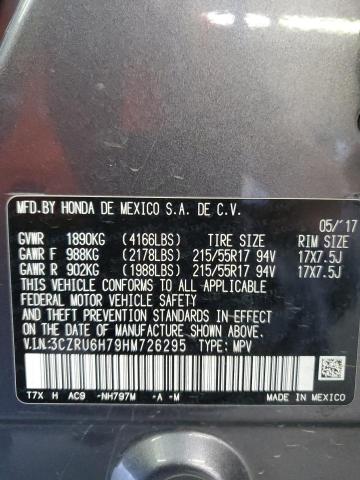 MFD.BY HONDA DE MEXICO S.A. DE C.V.
05/'17
GVWR 1890KG (4166LBS) TIRE SIZE RIM SIZE
GAWR F 988KG (2178LBS) 215/55R17 94V 17X7.5J
GAWR R 902KG (1988LBS) 215/55R17 94V 17X7.5J
THIS VEHICLE CONFORMS TO ALL APPLICABLE
FEDERAL MOTOR VEHICLE SAFETY AND THEFT
PREVENTION STANDARDS IN EFFECT ON THE DATE
OF MANUFACTURE SHOWN ABOVE.
V.I.N:3CZRU6H79HM726295 TYPE: MPV
T7X H AC9 -NH797M -A -M MADE IN MEXICO